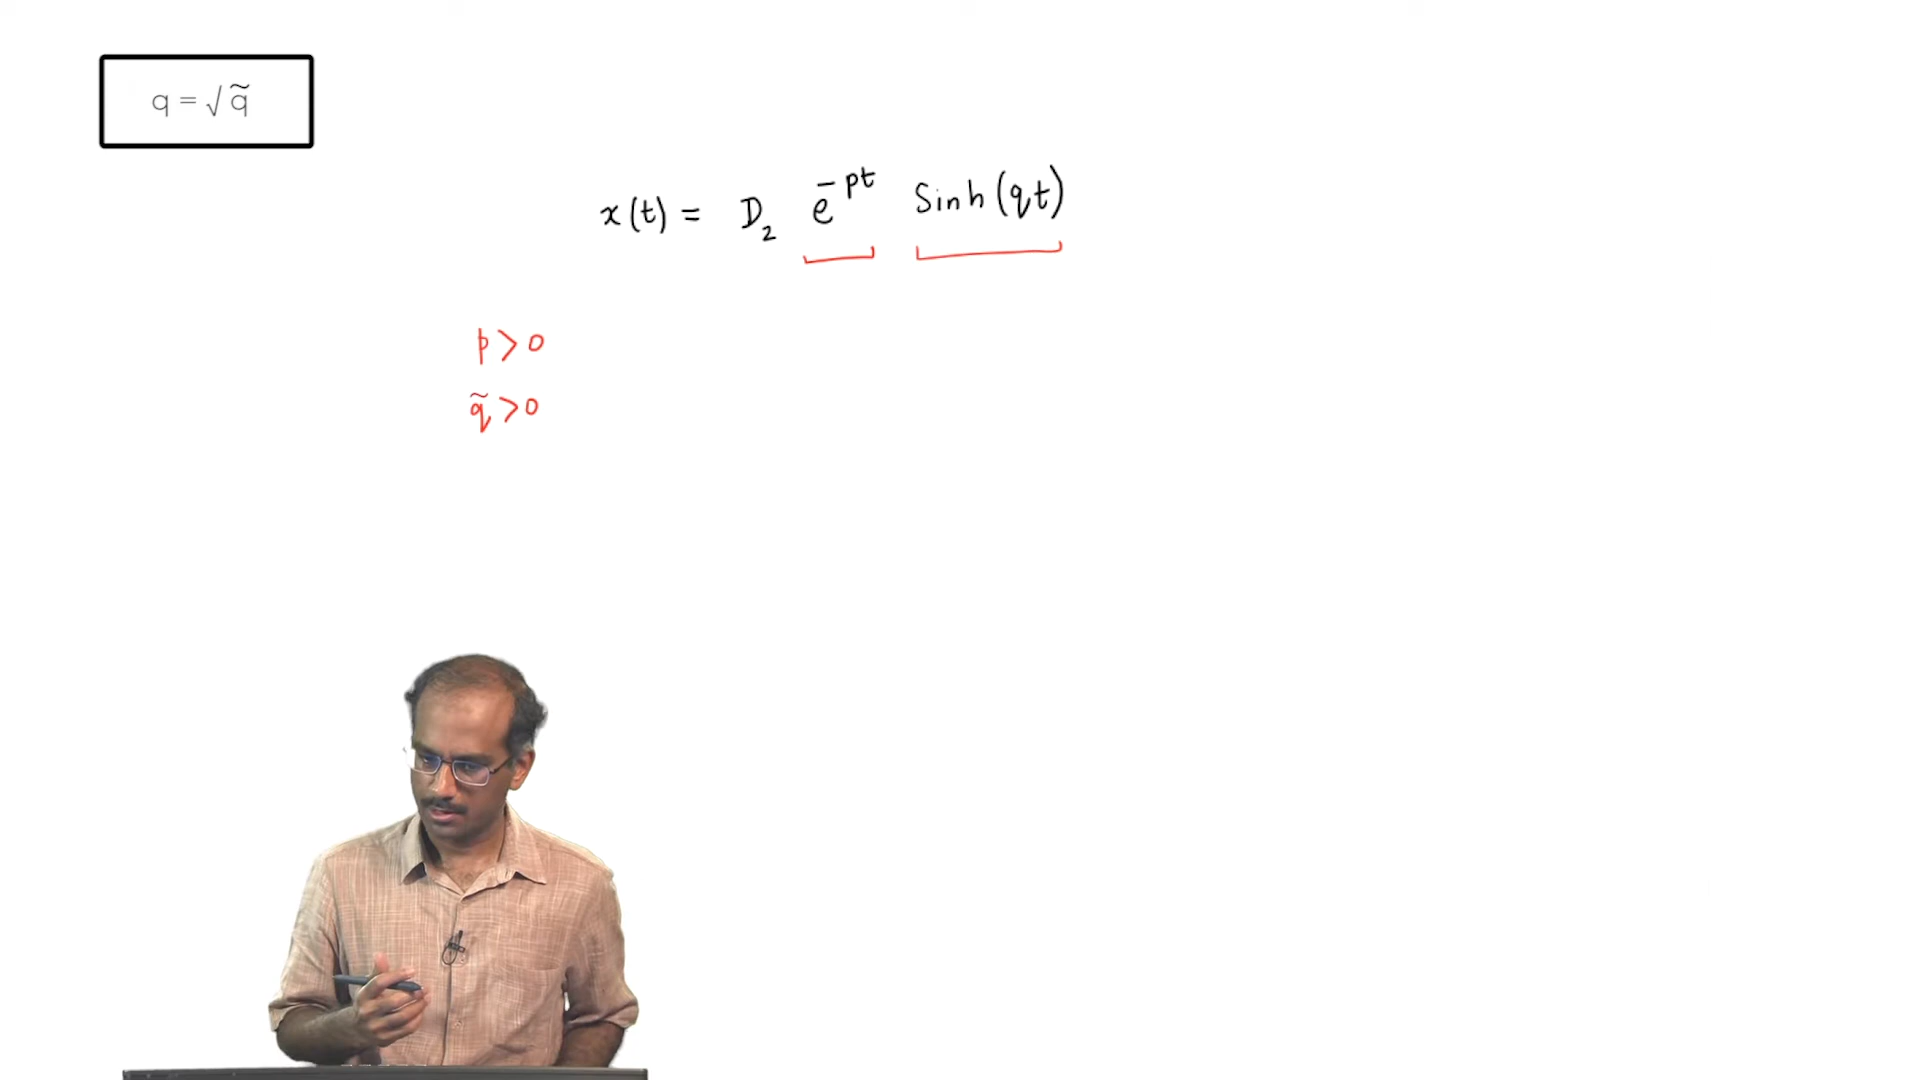 q = √q̃
x(t) = D₂ e^{-pt} Sinh(qt)
p > 0
q̃ > 0